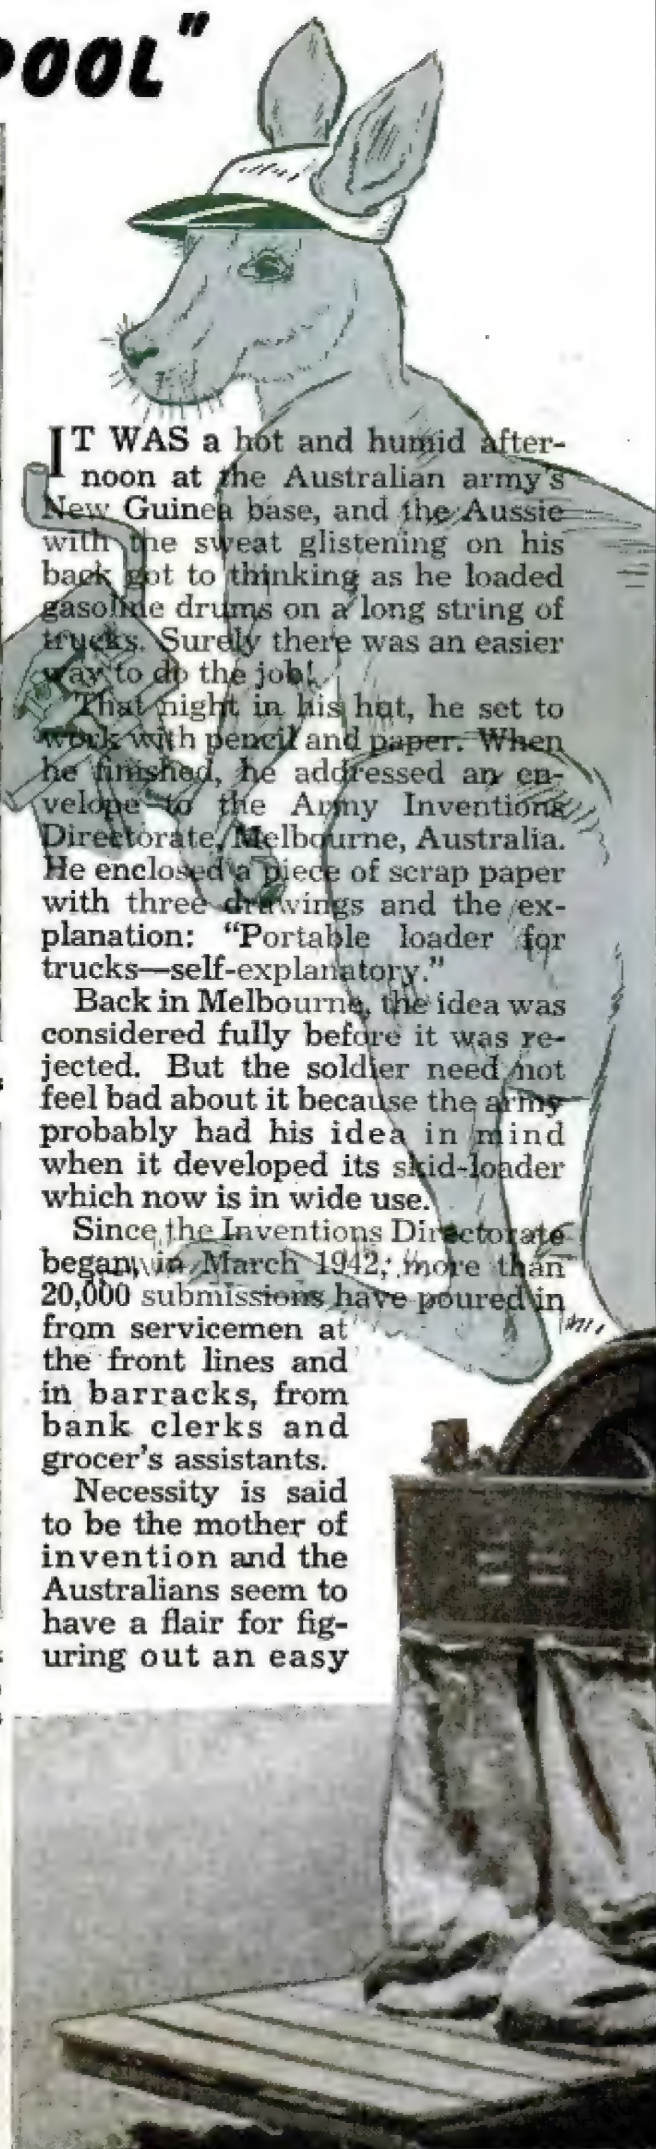 POOL"
IT WAS a hot and humid after-
noon at the Australian army's
New Guinea base, and the Aussie
with the sweat glistening on his
back got to thinking as he loaded
gasoline drums on a long string of
trucks. Surely there was an easier
way to do the job!
That night in his hut, he set to
work with pencil and paper. When
he finished, he addressed an en-
velope to the Army Inventions
Directorate, Melbourne, Australia.
He enclosed a piece of scrap paper
with three drawings and the ex-
planation: "Portable loader for
trucks—self-explanatory."
Back in Melbourne, the idea was
considered fully before it was re-
jected. But the soldier need not
feel bad about it because the army
probably had his idea in mind
when it developed its skid-loader
which now is in wide use.
Since the Inventions Directorate
began, in March 1942, more than
20,000 submissions have poured in
from servicemen at
the front lines and
in barracks, from
bank clerks and
grocer's assistants.
Necessity is said
to be the mother of
invention and the
Australians seem to
have a flair for fig-
uring out an easy